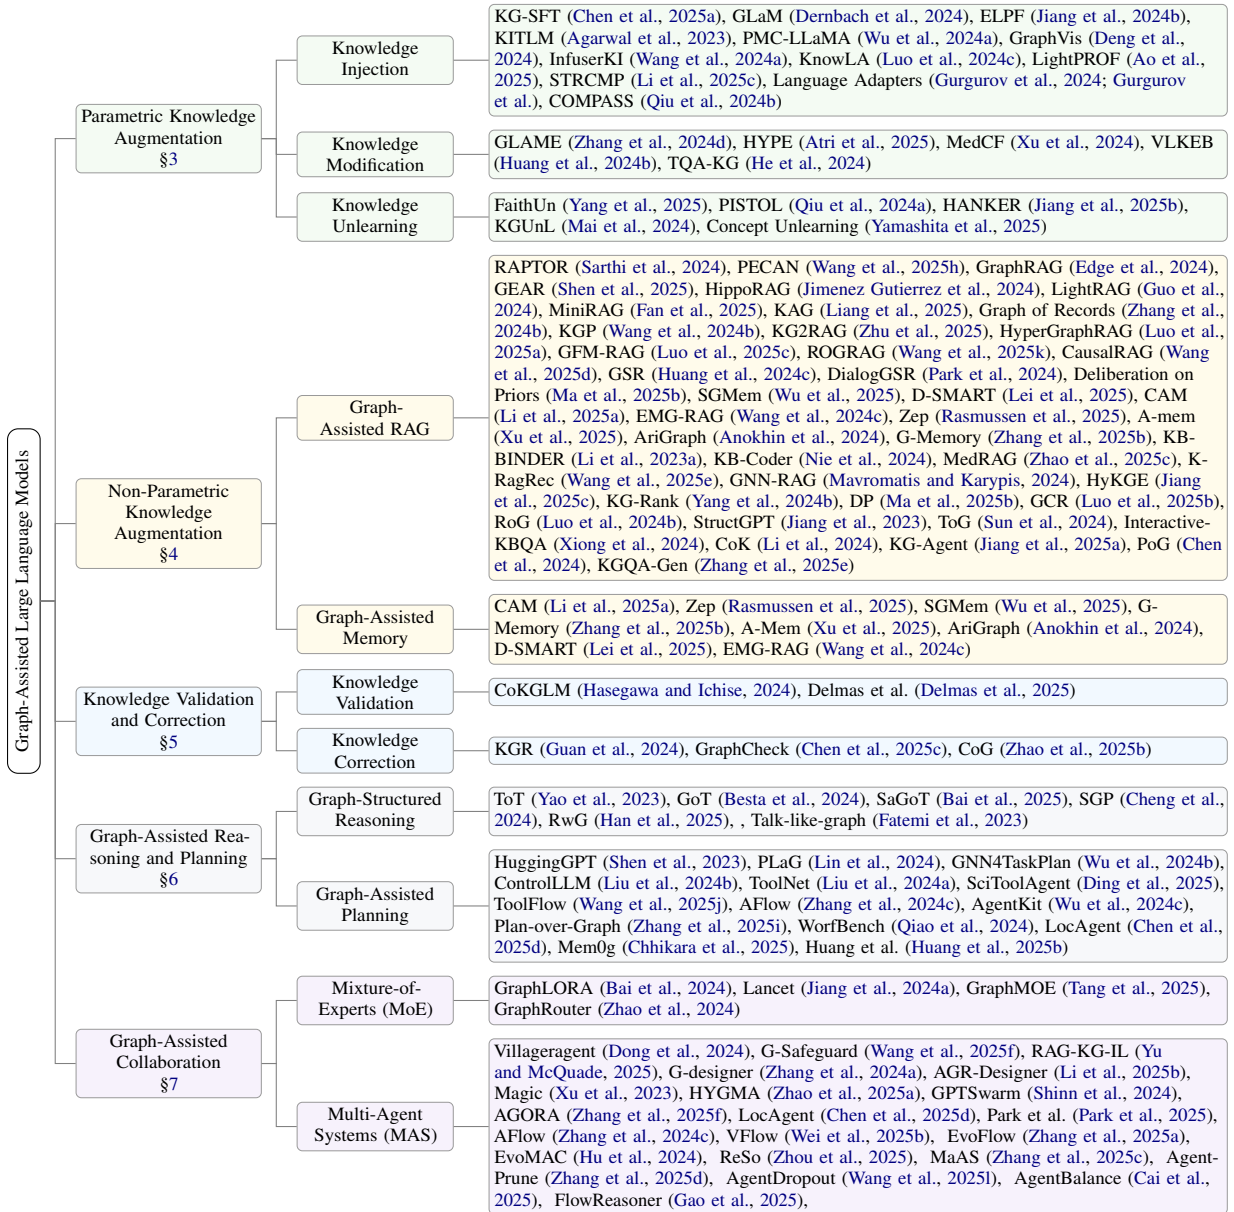 Graph-Assisted Large Language Models
Parametric Knowledge
Augmentation
§3
Knowledge
Injection
KG-SFT (Chen et al., 2025a), GLaM (Dernbach et al., 2024), ELPF (Jiang et al., 2024b),
KITLM (Agarwal et al., 2023), PMC-LLaMA (Wu et al., 2024a), GraphVis (Deng et al.,
2024), InfuserKI (Wang et al., 2024a), KnowLA (Luo et al., 2024c), LightPROF (Ao et al.,
2025), STRCMP (Li et al., 2025c), Language Adapters (Gurgurov et al., 2024; Gurgurov
et al.), COMPASS (Qiu et al., 2024b)
Knowledge
Modification
GLAME (Zhang et al., 2024d), HYPE (Atri et al., 2025), MedCF (Xu et al., 2024), VLKEB
(Huang et al., 2024b), TQA-KG (He et al., 2024)
Knowledge
Unlearning
FaithUn (Yang et al., 2025), PISTOL (Qiu et al., 2024a), HANKER (Jiang et al., 2025b),
KGUnL (Mai et al., 2024), Concept Unlearning (Yamashita et al., 2025)
Non-Parametric
Knowledge
Augmentation
§4
Graph-
Assisted RAG
RAPTOR (Sarthi et al., 2024), PECAN (Wang et al., 2025h), GraphRAG (Edge et al., 2024),
GEAR (Shen et al., 2025), HippoRAG (Jimenez Gutierrez et al., 2024), LightRAG (Guo et al.,
2024), MiniRAG (Fan et al., 2025), KAG (Liang et al., 2025), Graph of Records (Zhang et al.,
2024b), KGP (Wang et al., 2024b), KG2RAG (Zhu et al., 2025), HyperGraphRAG (Luo et al.,
2025a), GFM-RAG (Luo et al., 2025c), ROGRAG (Wang et al., 2025k), CausalRAG (Wang
et al., 2025d), GSR (Huang et al., 2024c), DialogGSR (Park et al., 2024), Deliberation on
Priors (Ma et al., 2025b), SGMem (Wu et al., 2025), D-SMART (Lei et al., 2025), CAM
(Li et al., 2025a), EMG-RAG (Wang et al., 2024c), Zep (Rasmussen et al., 2025), A-mem
(Xu et al., 2025), AriGraph (Anokhin et al., 2024), G-Memory (Zhang et al., 2025b), KB-
BINDER (Li et al., 2023a), KB-Coder (Nie et al., 2024), MedRAG (Zhao et al., 2025c), K-
RagRec (Wang et al., 2025e), GNN-RAG (Mavromatis and Karypis, 2024), HyKGE (Jiang
et al., 2025c), KG-Rank (Yang et al., 2024b), DP (Ma et al., 2025b), GCR (Luo et al., 2025b),
RoG (Luo et al., 2024b), StructGPT (Jiang et al., 2023), ToG (Sun et al., 2024), Interactive-
KBQA (Xiong et al., 2024), CoK (Li et al., 2024), KG-Agent (Jiang et al., 2025a), PoG (Chen
et al., 2024), KGQA-Gen (Zhang et al., 2025e)
Graph-Assisted
Memory
CAM (Li et al., 2025a), Zep (Rasmussen et al., 2025), SGMem (Wu et al., 2025), G-
Memory (Zhang et al., 2025b), A-Mem (Xu et al., 2025), AriGraph (Anokhin et al., 2024),
D-SMART (Lei et al., 2025), EMG-RAG (Wang et al., 2024c)
Knowledge Validation
and Correction
§5
Knowledge
Validation
CoKGLM (Hasegawa and Ichise, 2024), Delmas et al. (Delmas et al., 2025)
Knowledge
Correction
KGR (Guan et al., 2024), GraphCheck (Chen et al., 2025c), CoG (Zhao et al., 2025b)
Graph-Assisted Rea-
soning and Planning
§6
Graph-Structured
Reasoning
ToT (Yao et al., 2023), GoT (Besta et al., 2024), SaGoT (Bai et al., 2025), SGP (Cheng et al.,
2024), RwG (Han et al., 2025), , Talk-like-graph (Fatemi et al., 2023)
Graph-Assisted
Planning
HuggingGPT (Shen et al., 2023), PLaG (Lin et al., 2024), GNN4TaskPlan (Wu et al., 2024b),
ControlLLM (Liu et al., 2024b), ToolNet (Liu et al., 2024a), SciToolAgent (Ding et al., 2025),
ToolFlow (Wang et al., 2025j), AFlow (Zhang et al., 2024c), AgentKit (Wu et al., 2024c),
Plan-over-Graph (Zhang et al., 2025i), WorfBench (Qiao et al., 2024), LocAgent (Chen et al.,
2025d), Mem0g (Chhikara et al., 2025), Huang et al. (Huang et al., 2025b)
Graph-Assisted
Collaboration
§7
Mixture-of-
Experts (MoE)
GraphLORA (Bai et al., 2024), Lancet (Jiang et al., 2024a), GraphMOE (Tang et al., 2025),
GraphRouter (Zhao et al., 2024)
Multi-Agent
Systems (MAS)
Villageragent (Dong et al., 2024), G-Safeguard (Wang et al., 2025f), RAG-KG-IL (Yu
and McQuade, 2025), G-designer (Zhang et al., 2024a), AGR-Designer (Li et al., 2025b),
Magic (Xu et al., 2023), HYGMA (Zhao et al., 2025a), GPTSwarm (Shinn et al., 2024),
AGORA (Zhang et al., 2025f), LocAgent (Chen et al., 2025d), Park et al. (Park et al., 2025),
AFlow (Zhang et al., 2024c), VFlow (Wei et al., 2025b), EvoFlow (Zhang et al., 2025a),
EvoMAC (Hu et al., 2024), ReSo (Zhou et al., 2025), MaAS (Zhang et al., 2025c), Agent-
Prune (Zhang et al., 2025d), AgentDropout (Wang et al., 2025l), AgentBalance (Cai et al.,
2025), FlowReasoner (Gao et al., 2025),